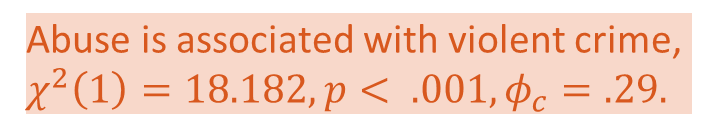 Abuse is associated with violent crime,
χ²(1) = 18.182, p < .001, ϕc = .29.